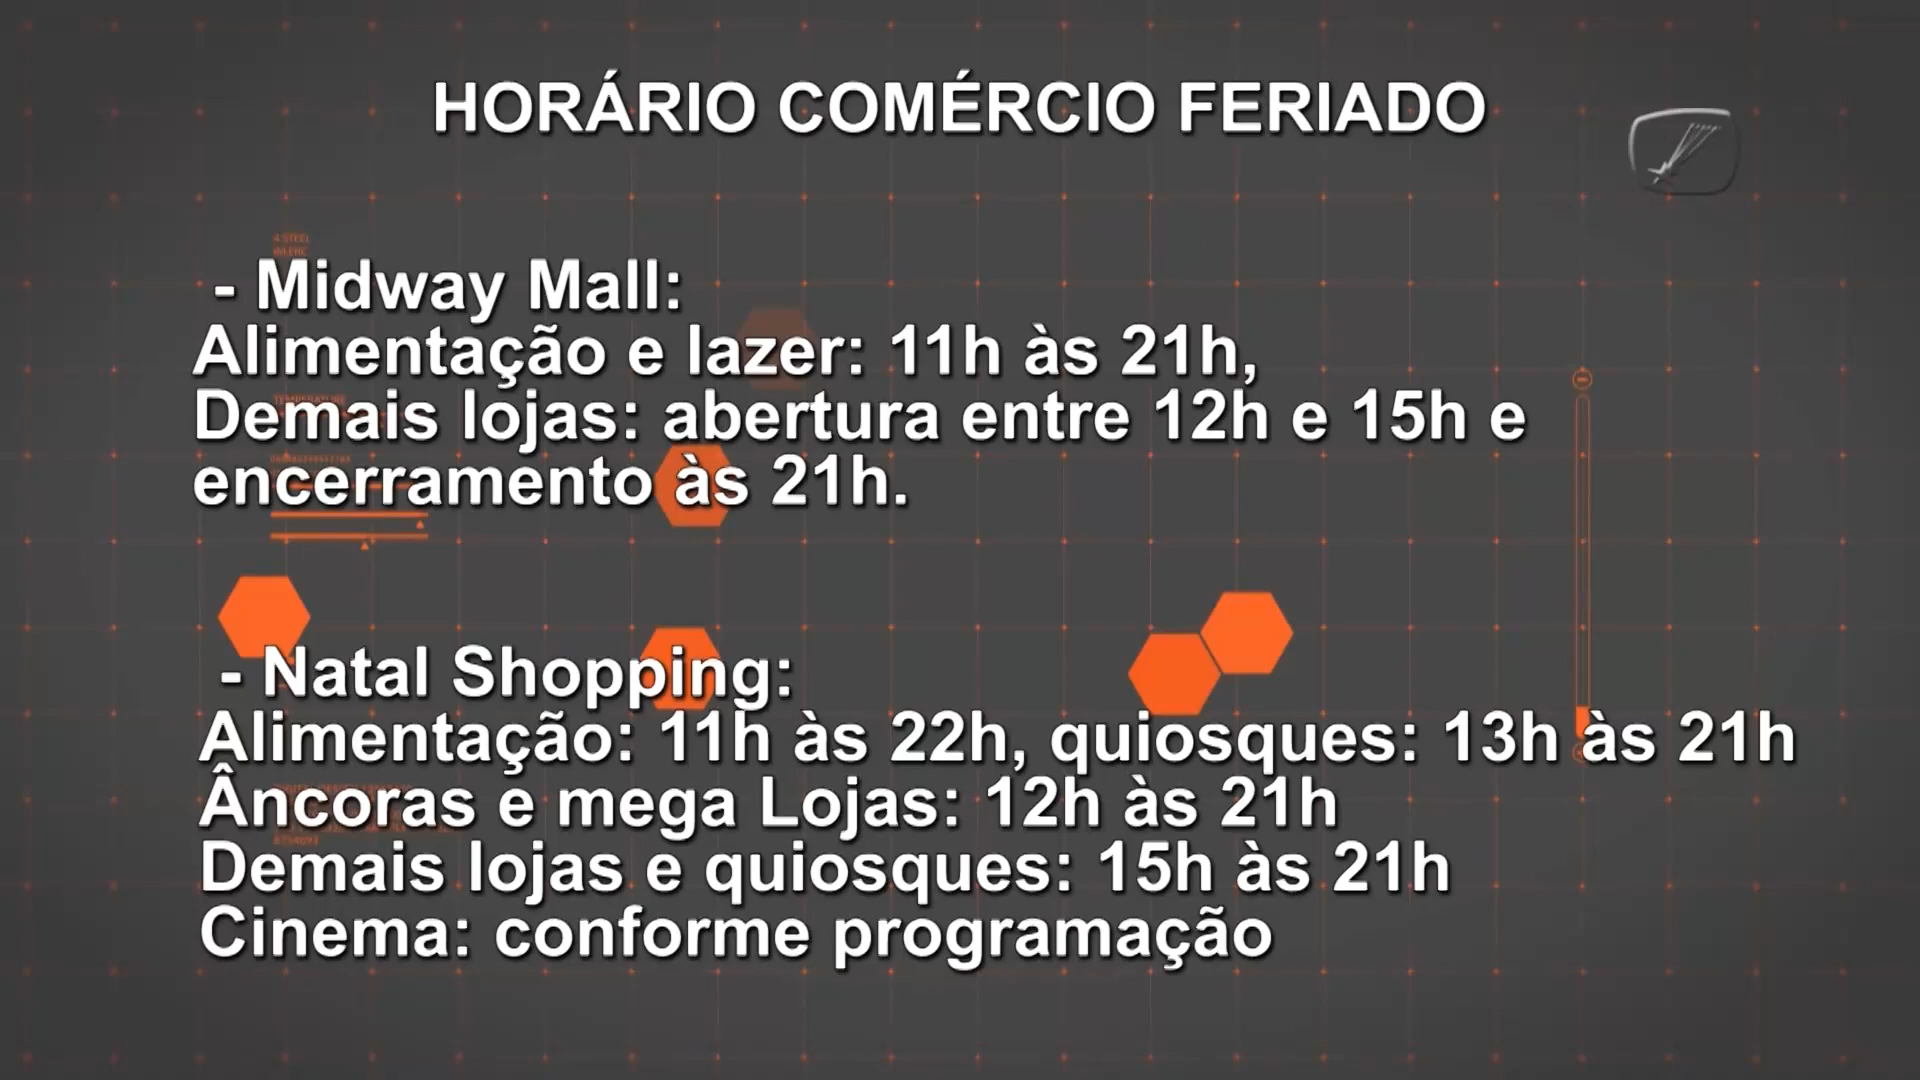 HORÁRIO COMÉRCIO FERIADO
- Midway Mall:
Alimentação e lazer: 11h às 21h,
Demais lojas: abertura entre 12h e 15h e
encerramento às 21h.
- Natal Shopping:
Alimentação: 11h às 22h, quiosques: 13h às 21h
Âncoras e mega Lojas: 12h às 21h
Demais lojas e quiosques: 15h às 21h
Cinema: conforme programação